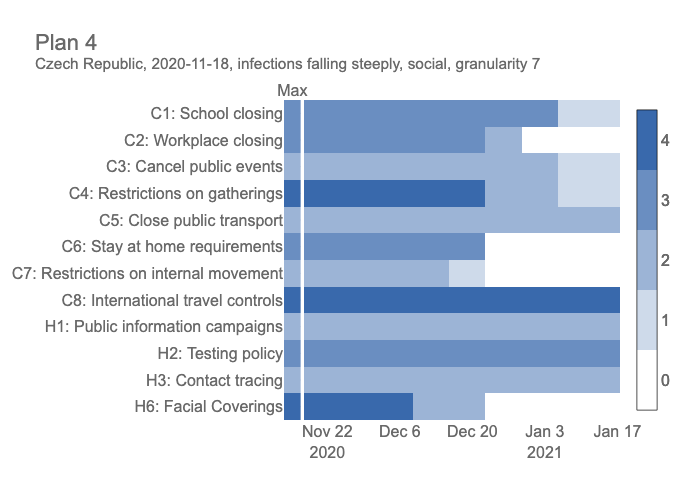 Plan 4
Czech Republic, 2020-11-18, infections falling steeply, social, granularity 7
Max
C1: School closing
C2: Workplace closing
C3: Cancel public events
C4: Restrictions on gatherings
C5: Close public transport
C6: Stay at home requirements
C7: Restrictions on internal movement
C8: International travel controls
H1: Public information campaigns
H2: Testing policy
H3: Contact tracing
H6: Facial Coverings
4
3
2
1
0
Nov 22 Dec 6 Dec 20 Jan 3 Jan 17
2020 2021